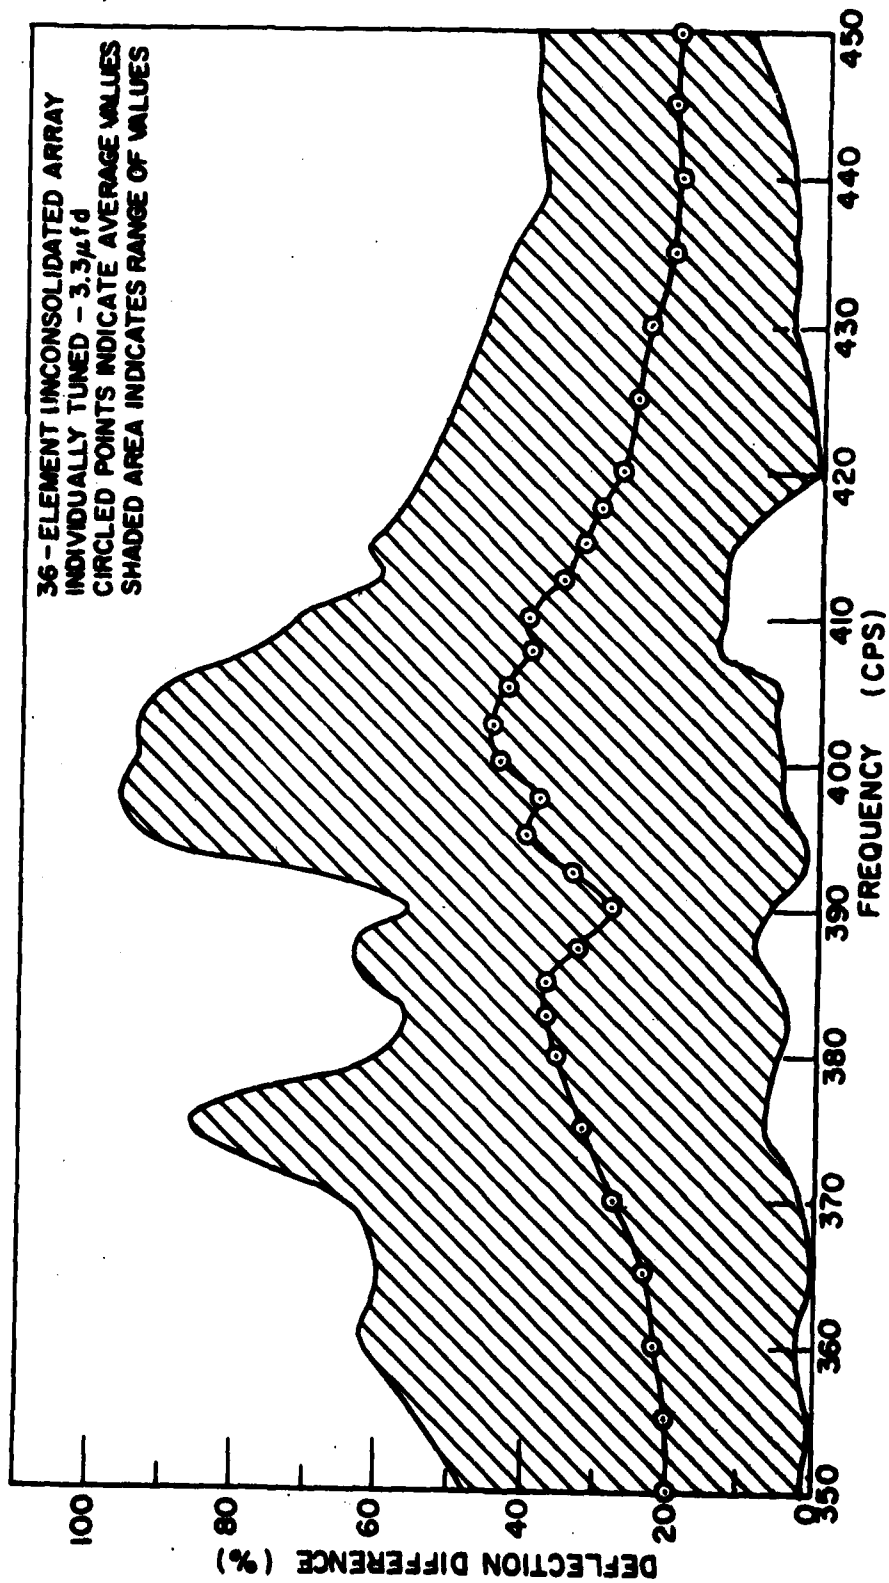 36-ELEMENT UNCONSOLIDATED ARRAY
INDIVIDUALLY TUNED - 3.3μfd
CIRCLED POINTS INDICATE AVERAGE VALUES
SHADED AREA INDICATES RANGE OF VALUES
DEFLECTION DIFFERENCE (%)
100
80
60
40
20
0
350 360 370 380 390 400 410 420 430 440 450
FREQUENCY (CPS)